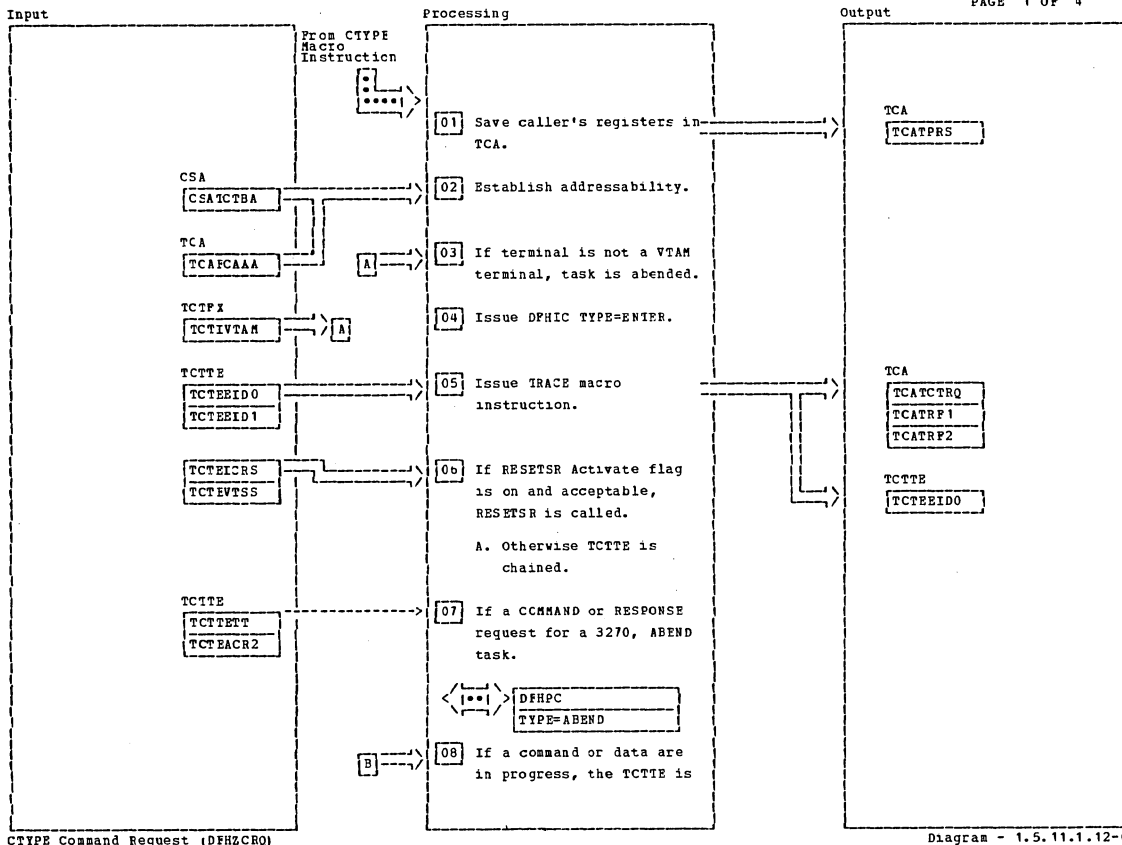 PAGE 1 OF 4
Input
Processing
Output
From CTYPE
Macro
Instruction
01 Save caller's registers in
TCA.
TCA
TCATPRS
CSA
CSATCTBA
02 Establish addressability.
TCA
TCAFCAAA
A
03 If terminal is not a VTAM
terminal, task is abended.
TCTFX
TCTIVTAM
A
04 Issue DFHIC TYPE=ENTER.
TCTTE
TCTEEID0
TCTEEID1
05 Issue TRACE macro
instruction.
TCA
TCATCTRQ
TCATRF1
TCATRF2
TCTEICRS
TCTEVTSS
06 If RESETSR Activate flag
is on and acceptable,
RESETSR is called.
TCTTE
TCTEEID0
A. Otherwise TCTTE is
chained.
TCTTE
TCTTETT
TCTEACR2
07 If a COMMAND or RESPONSE
request for a 3270, ABEND
task.
DFHPC
TYPE=ABEND
B
08 If a command or data are
in progress, the TCTTE is
CTYPE Command Request (DFHZCRQ)
Diagram - 1.5.11.1.12-